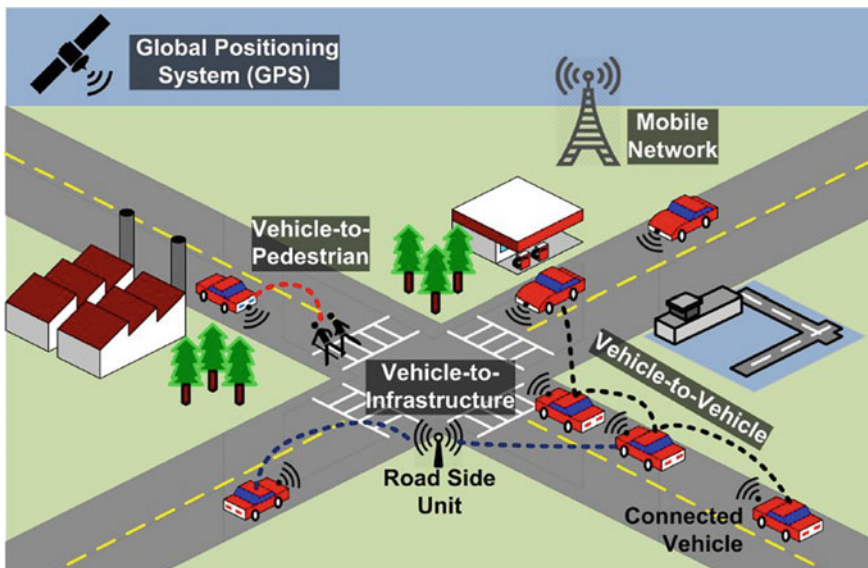 Global Positioning
System (GPS)
Mobile
Network
Vehicle-to-
Pedestrian
Vehicle-to-
Infrastructure
Vehicle-to-Vehicle
Road Side
Unit
Connected
Vehicle